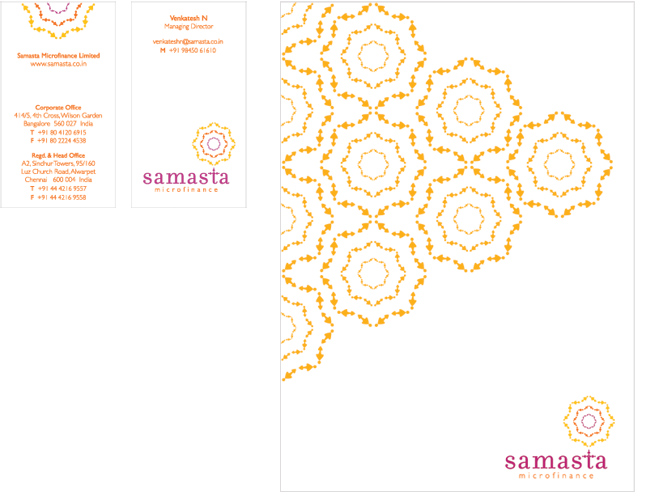 Samasta Microfinance Limited
www.samasta.co.in
Corporate Office
414/5, 4th Cross, Wilson Garden
Bangalore 560 027 India
T +91 80 4120 6915
F +91 80 2224 4538
Regd. & Head Office
A2, Sinchur Towers, 95/160
Luz Church Road, Alwarpet
Chennai 600 004 India
T +91 44 4216 9557
F +91 44 4216 9558
Venkatesh N
Managing Director
venkateshn@samasta.co.in
M +91 98450 61610
samasta
microfinance
samasta
microfinance